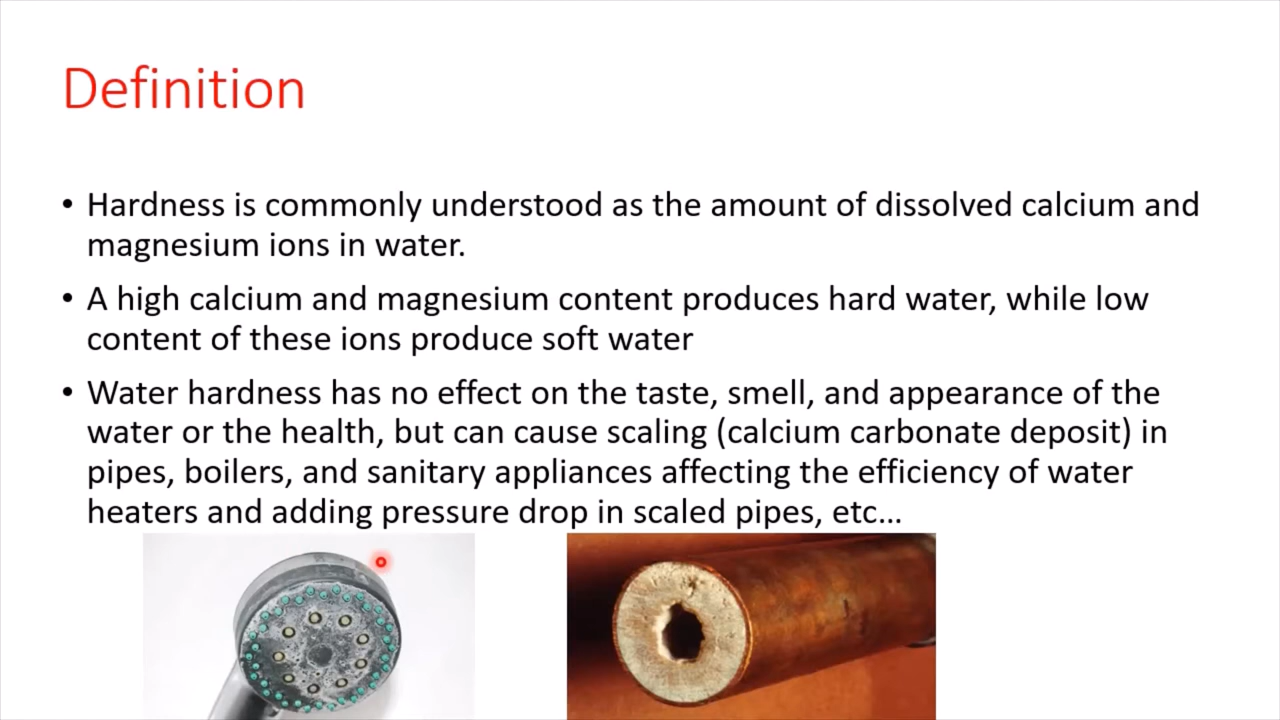 Definition
• Hardness is commonly understood as the amount of dissolved calcium and
magnesium ions in water.
• A high calcium and magnesium content produces hard water, while low
content of these ions produce soft water
• Water hardness has no effect on the taste, smell, and appearance of the
water or the health, but can cause scaling (calcium carbonate deposit) in
pipes, boilers, and sanitary appliances affecting the efficiency of water
heaters and adding pressure drop in scaled pipes, etc...